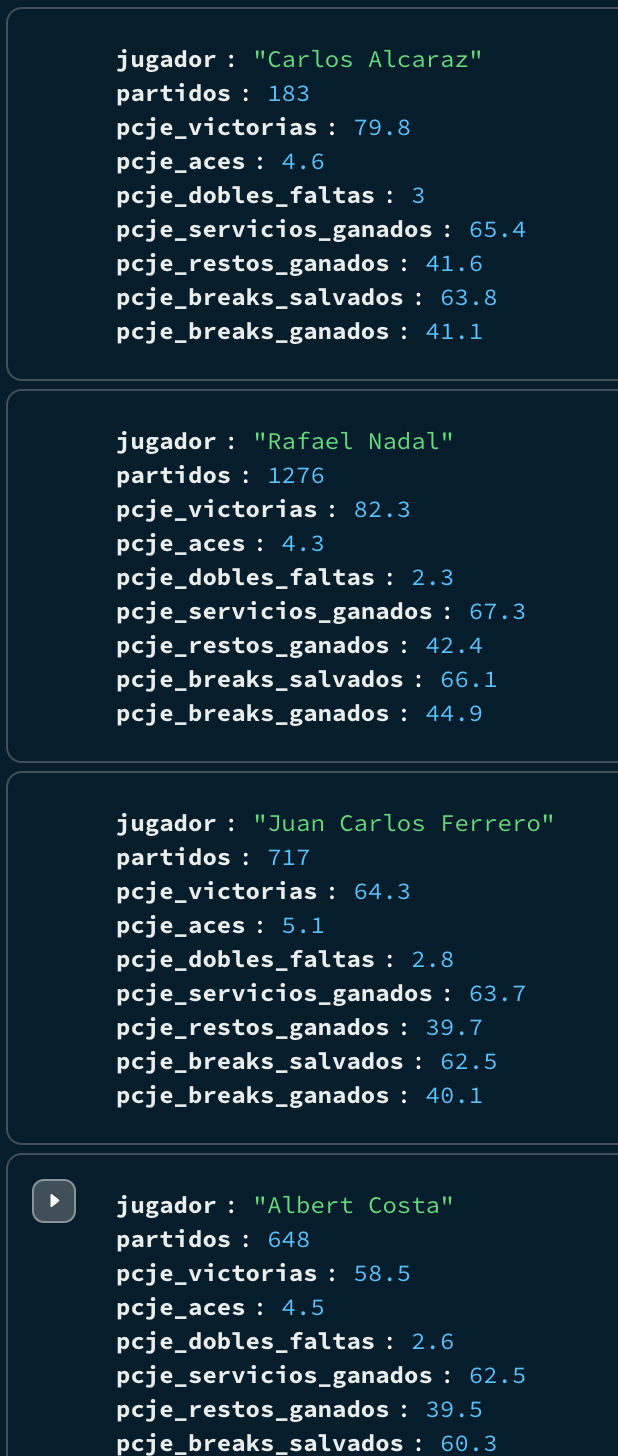 jugador : "Carlos Alcaraz"
partidos : 183
pcje_victorias : 79.8
pcje_aces : 4.6
pcje_dobles_faltas : 3
pcje_servicios_ganados : 65.4
pcje_restos_ganados : 41.6
pcje_breaks_salvados : 63.8
pcje_breaks_ganados : 41.1
jugador : "Rafael Nadal"
partidos : 1276
pcje_victorias : 82.3
pcje_aces : 4.3
pcje_dobles_faltas : 2.3
pcje_servicios_ganados : 67.3
pcje_restos_ganados : 42.4
pcje_breaks_salvados : 66.1
pcje_breaks_ganados : 44.9
jugador : "Juan Carlos Ferrero"
partidos : 717
pcje_victorias : 64.3
pcje_aces : 5.1
pcje_dobles_faltas : 2.8
pcje_servicios_ganados : 63.7
pcje_restos_ganados : 39.7
pcje_breaks_salvados : 62.5
pcje_breaks_ganados : 40.1
jugador : "Albert Costa"
partidos : 648
pcje_victorias : 58.5
pcje_aces : 4.5
pcje_dobles_faltas : 2.6
pcje_servicios_ganados : 62.5
pcje_restos_ganados : 39.5
pcje_breaks_salvados : 60.3